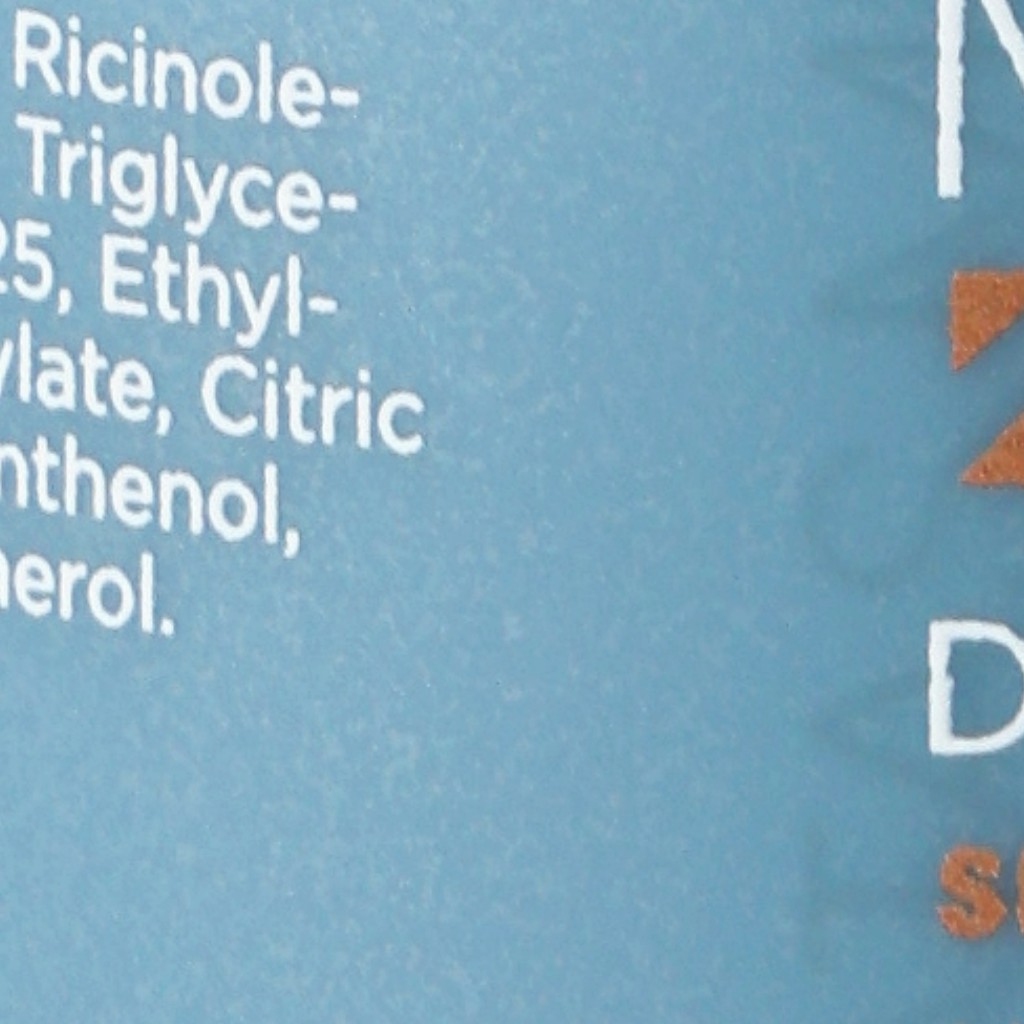 Ricinole-
Triglyce-
25, Ethyl-
ylate, Citric
nthenol,
herol.